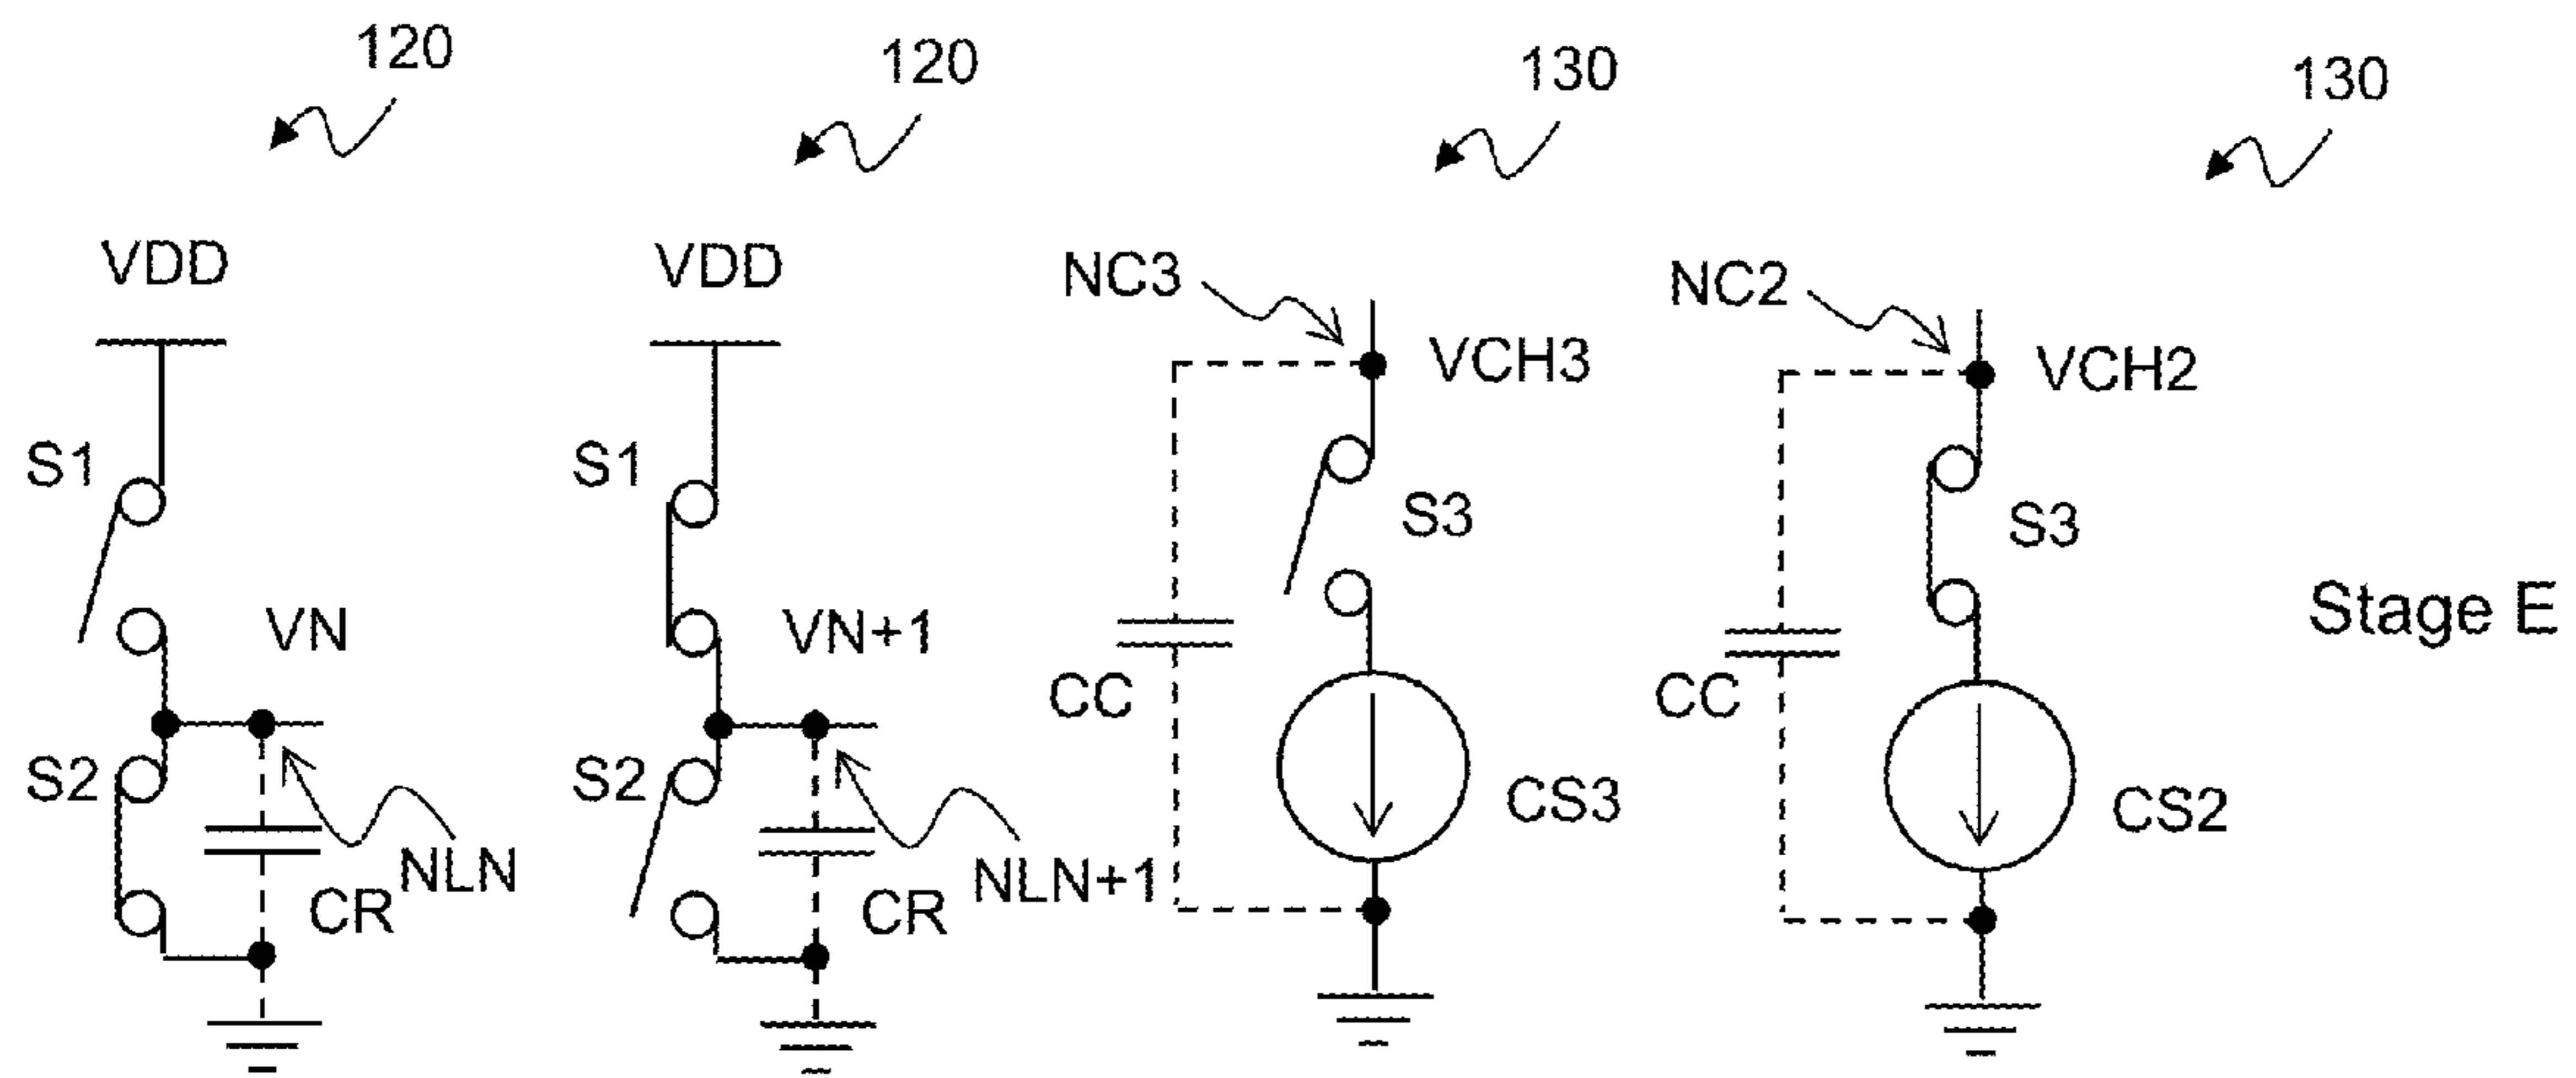 120
120
130
130
VDD
VDD
NC3
NC2
VCH3
VCH2
S1
S1
S3
S3
VN
VN+1
Stage E
CC
CC
S2
S2
CS3
CS2
NLN
NLN+1
CR
CR